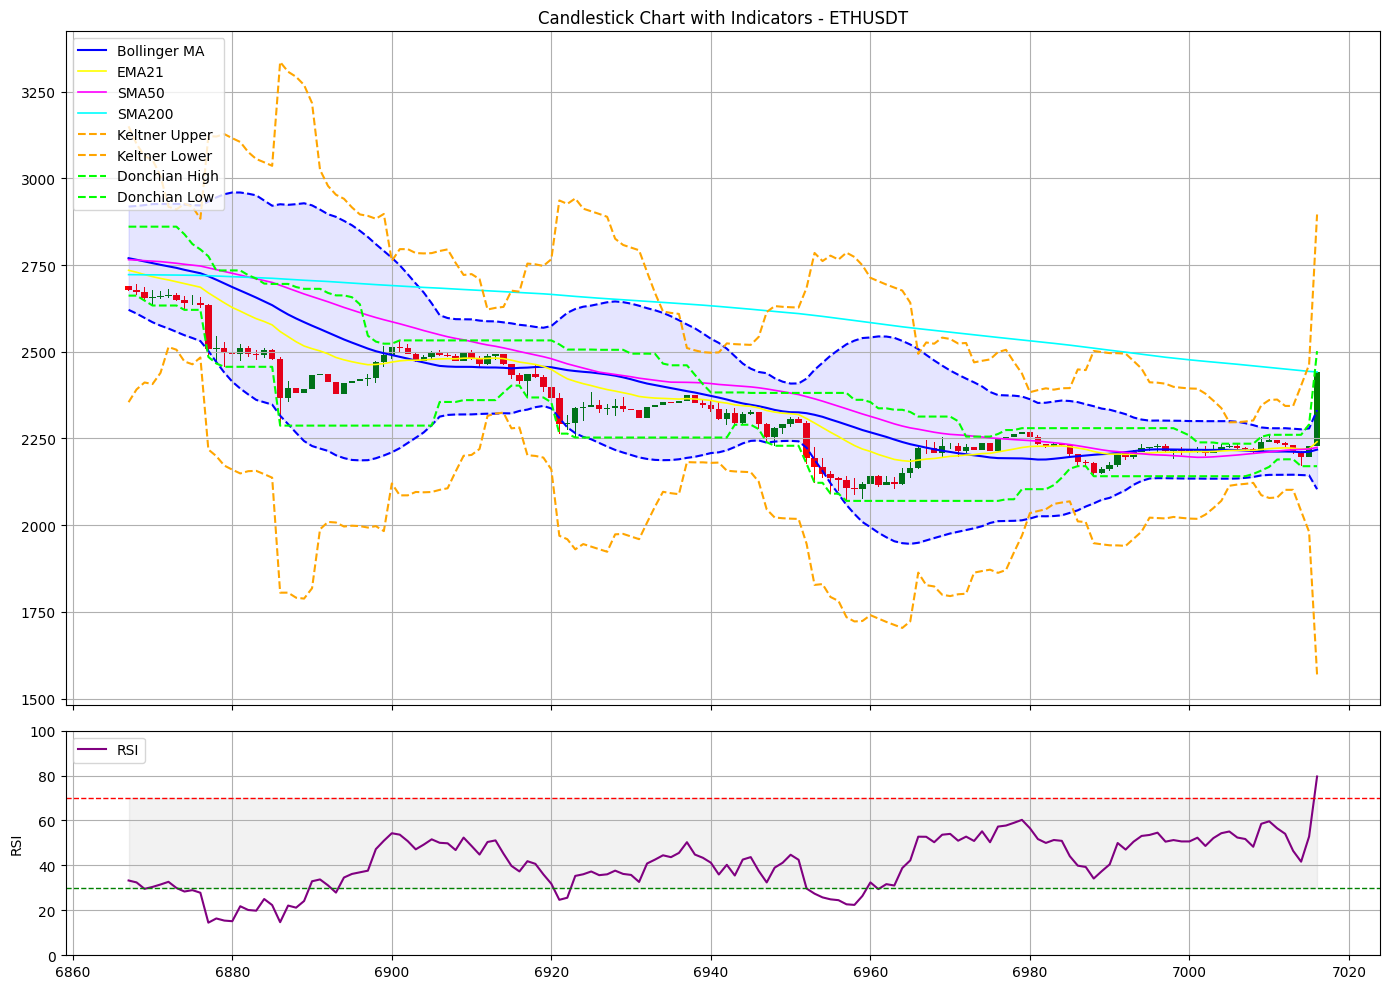 Candlestick Chart with Indicators - ETHUSDT
Bollinger MA
EMA21
SMA50
SMA200
Keltner Upper
Keltner Lower
Donchian High
Donchian Low
3250
3000
2750
2500
2250
2000
1750
1500
RSI
100
80
60
40
20
0
RSI
6860 6880 6900 6920 6940 6960 6980 7000 7020